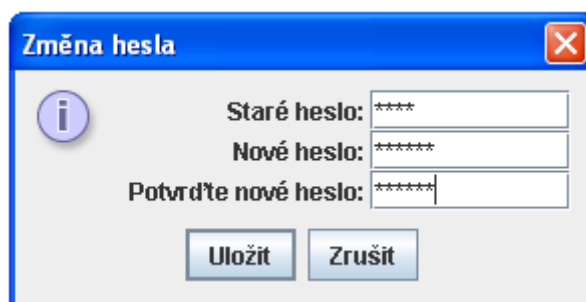 Změna hesla
Staré heslo: ****
Nové heslo: ******
Potvrďte nové heslo: ******
Uložit Zrušit